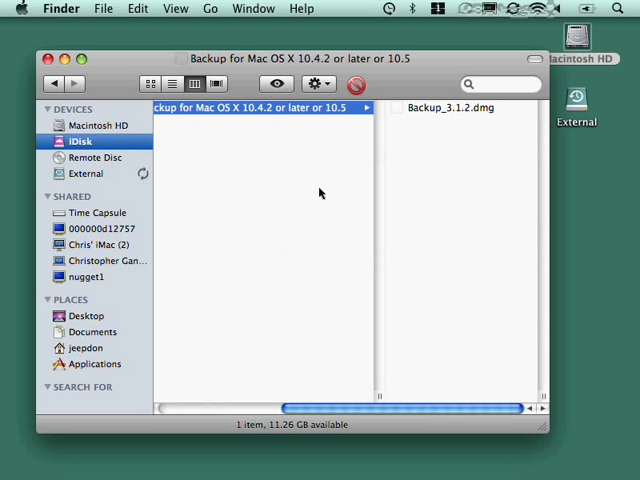 Finder File Edit View Go Window Help
Backup for Mac OS X 10.4.2 or later or 10.5
DEVICES
Macintosh HD
iDisk
Remote Disc
External
SHARED
Time Capsule
000000d12757
Chris' iMac (2)
Christopher Gan...
nugget1
PLACES
Desktop
Documents
jeepdon
Applications
SEARCH FOR
ckup for Mac OS X 10.4.2 or later or 10.5
Backup_3.1.2.dmg
1 item, 11.26 GB available
acintosh HD
External